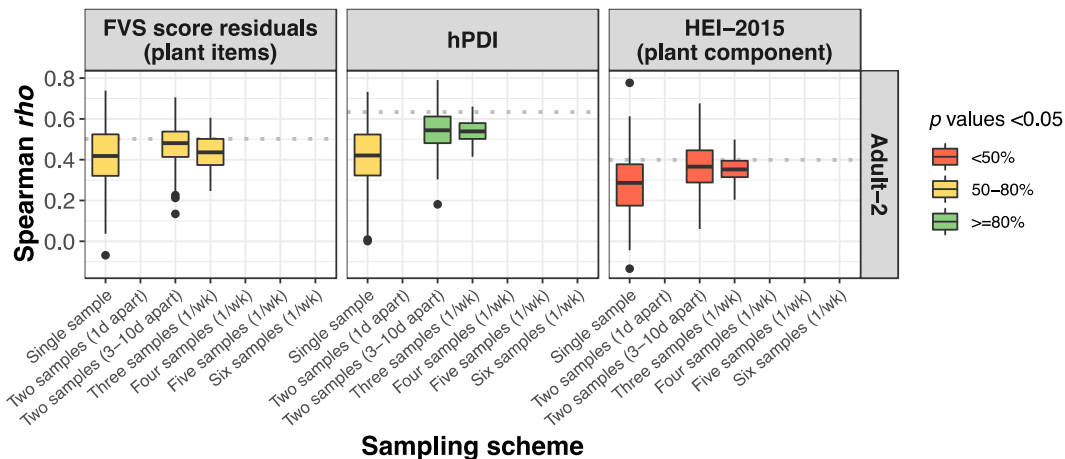 FVS score residuals
(plant items)
hPDI
HEI−2015
(plant component)
Spearman rho
0.8
0.6
0.4
0.2
0.0
Adult−2
p values <0.05
<50%
50−80%
>=80%
Single sample
Two samples (1d apart)
Two samples (3−10d apart)
Three samples (1/wk)
Four samples (1/wk)
Five samples (1/wk)
Six samples (1/wk)
Single sample
Two samples (1d apart)
Two samples (3−10d apart)
Three samples (1/wk)
Four samples (1/wk)
Five samples (1/wk)
Six samples (1/wk)
Single sample
Two samples (1d apart)
Two samples (3−10d apart)
Three samples (1/wk)
Four samples (1/wk)
Five samples (1/wk)
Six samples (1/wk)
Sampling scheme